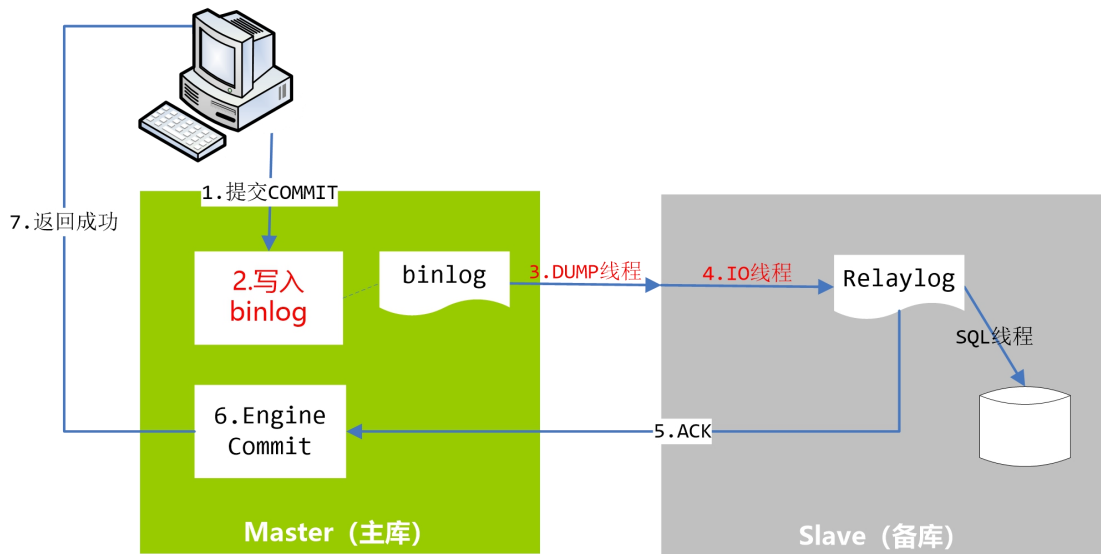 1.提交COMMIT
7.返回成功
2.写入
binlog
binlog
3.DUMP线程
4.IO线程
Relaylog
SQL线程
6.Engine
Commit
5.ACK
Master（主库）
Slave（备库）